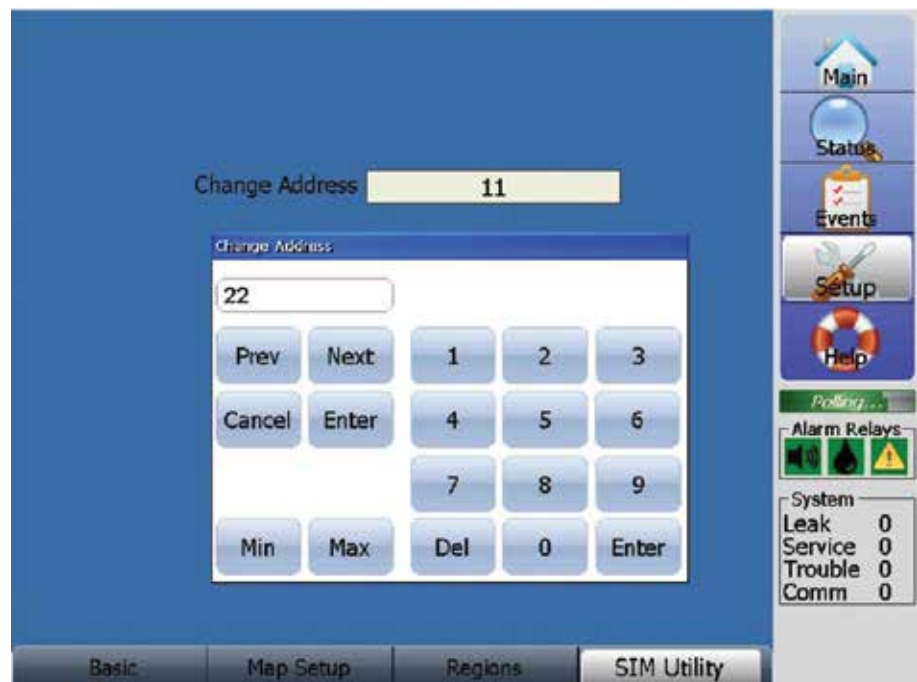 Main
Status
Events
Setup
Help
Polling...
Alarm Relays
System
Leak 0
Service 0
Trouble 0
Comm 0
Change Address 11
Change Address
22
Prev Next 1 2 3
Cancel Enter 4 5 6
7 8 9
Min Max Del 0 Enter
Basic Map Setup Regions SIM Utility